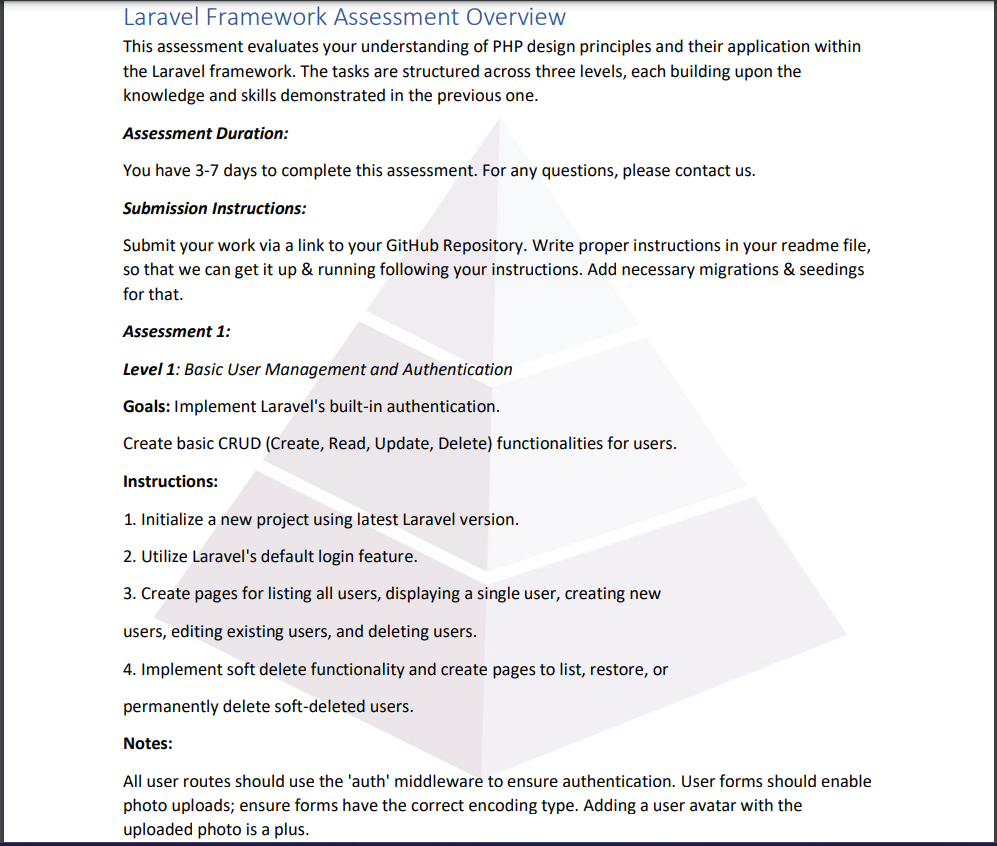 Laravel Framework Assessment Overview
This assessment evaluates your understanding of PHP design principles and their application within
the Laravel framework. The tasks are structured across three levels, each building upon the
knowledge and skills demonstrated in the previous one.
Assessment Duration:
You have 3-7 days to complete this assessment. For any questions, please contact us.
Submission Instructions:
Submit your work via a link to your GitHub Repository. Write proper instructions in your readme file,
so that we can get it up & running following your instructions. Add necessary migrations & seedings
for that.
Assessment 1:
Level 1: Basic User Management and Authentication
Goals: Implement Laravel's built-in authentication.
Create basic CRUD (Create, Read, Update, Delete) functionalities for users.
Instructions:
1. Initialize a new project using latest Laravel version.
2. Utilize Laravel's default login feature.
3. Create pages for listing all users, displaying a single user, creating new
users, editing existing users, and deleting users.
4. Implement soft delete functionality and create pages to list, restore, or
permanently delete soft-deleted users.
Notes:
All user routes should use the 'auth' middleware to ensure authentication. User forms should enable
photo uploads; ensure forms have the correct encoding type. Adding a user avatar with the
uploaded photo is a plus.